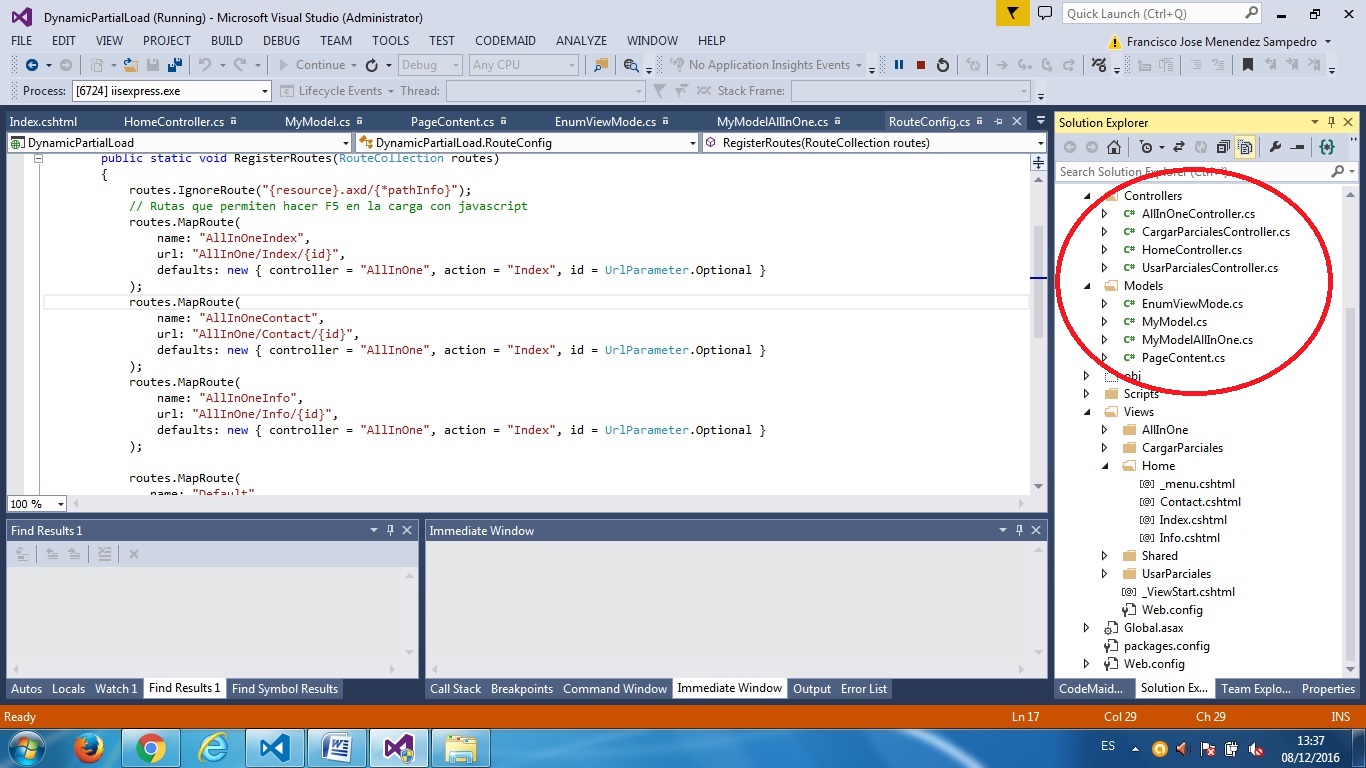 DynamicPartialLoad (Running) - Microsoft Visual Studio (Administrator)
Quick Launch (Ctrl+Q)
FILE EDIT VIEW PROJECT BUILD DEBUG TEAM TOOLS TEST CODEMAID ANALYZE WINDOW HELP
Francisco Jose Menendez Sampedro
Continue Debug Any CPU No Application Insights Events
Process: [6724] iisexpress.exe Lifecycle Events Thread: Stack Frame:
Index.cshtml HomeController.cs MyModel.cs PageContent.cs EnumViewMode.cs MyModelAllInOne.cs RouteConfig.cs
DynamicPartialLoad DynamicPartialLoad.RouteConfig RegisterRoutes(RouteCollection routes)
public static void RegisterRoutes(RouteCollection routes)
{
routes.IgnoreRoute("{resource}.axd/{*pathInfo}");
// Rutas que permiten hacer F5 en la carga con javascript
routes.MapRoute(
name: "AllInOneIndex",
url: "AllInOne/Index/{id}",
defaults: new { controller = "AllInOne", action = "Index", id = UrlParameter.Optional }
);
routes.MapRoute(
name: "AllInOneContact",
url: "AllInOne/Contact/{id}",
defaults: new { controller = "AllInOne", action = "Index", id = UrlParameter.Optional }
);
routes.MapRoute(
name: "AllInOneInfo",
url: "AllInOne/Info/{id}",
defaults: new { controller = "AllInOne", action = "Index", id = UrlParameter.Optional }
);
routes.MapRoute(
name: "Default"
100 %
Solution Explorer
Search Solution Explorer (Ctrl+;)
Controllers
C# AllInOneController.cs
C# CargarParcialesController.cs
C# HomeController.cs
C# UsarParcialesController.cs
Models
C# EnumViewMode.cs
C# MyModel.cs
C# MyModelAllInOne.cs
C# PageContent.cs
obj
Scripts
Views
AllInOne
CargarParciales
Home
[@] _menu.cshtml
[@] Contact.cshtml
[@] Index.cshtml
[@] Info.cshtml
Shared
UsarParciales
[@] _ViewStart.cshtml
Web.config
Global.asax
packages.config
Web.config
Find Results 1
Immediate Window
Autos Locals Watch 1 Find Results 1 Find Symbol Results
Call Stack Breakpoints Command Window Immediate Window Output Error List
CodeMaid... Solution Ex... Team Explo... Properties
Ready Ln 17 Col 29 Ch 29 INS
ES
13:37
08/12/2016